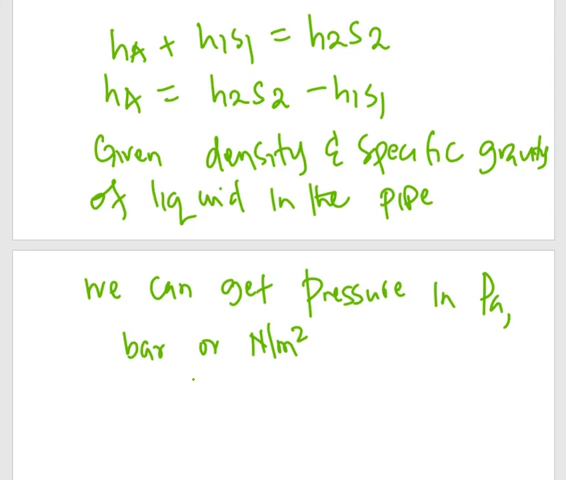 hA + h1s1 = h2s2
hA = h2s2 - h1s1
Given density & specific gravity
of liquid in the pipe
we can get pressure in Pa,
bar or N/m²